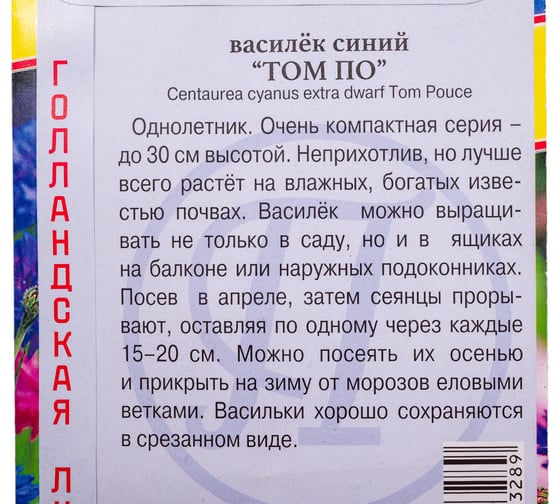 василёк синий
“ТОМ ПО”
Centaurea cyanus extra dwarf Tom Pouce
Однолетник. Очень компактная серия –
до 30 см высотой. Неприхотлив, но лучше
всего растёт на влажных, богатых изве-
стью почвах. Василёк можно выращи-
вать не только в саду, но и в ящиках
на балконе или наружных подоконниках.
Посев в апреле, затем сеянцы проры-
вают, оставляя по одному через каждые
15–20 см. Можно посеять их осенью
и прикрыть на зиму от морозов еловыми
ветками. Васильки хорошо сохраняются
в срезанном виде.
ГОЛЛАНДСКАЯ
3289